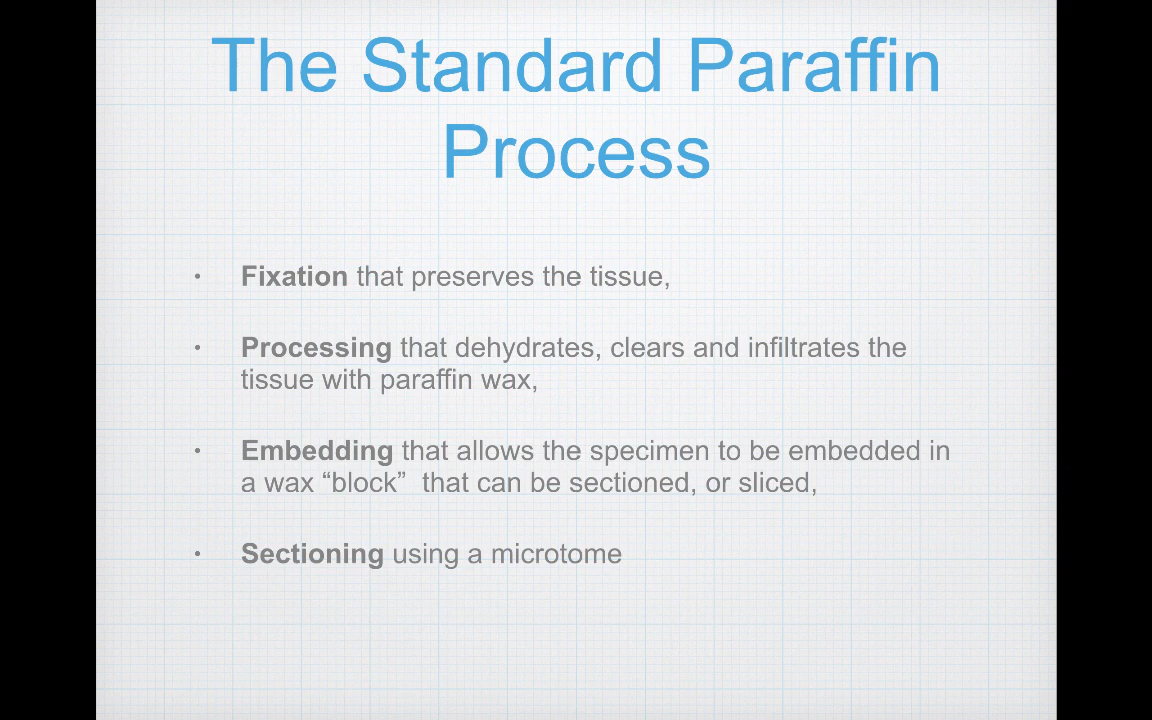 The Standard Paraffin
Process
• Fixation that preserves the tissue,
• Processing that dehydrates, clears and infiltrates the
tissue with paraffin wax,
• Embedding that allows the specimen to be embedded in
a wax “block”  that can be sectioned, or sliced,
• Sectioning using a microtome